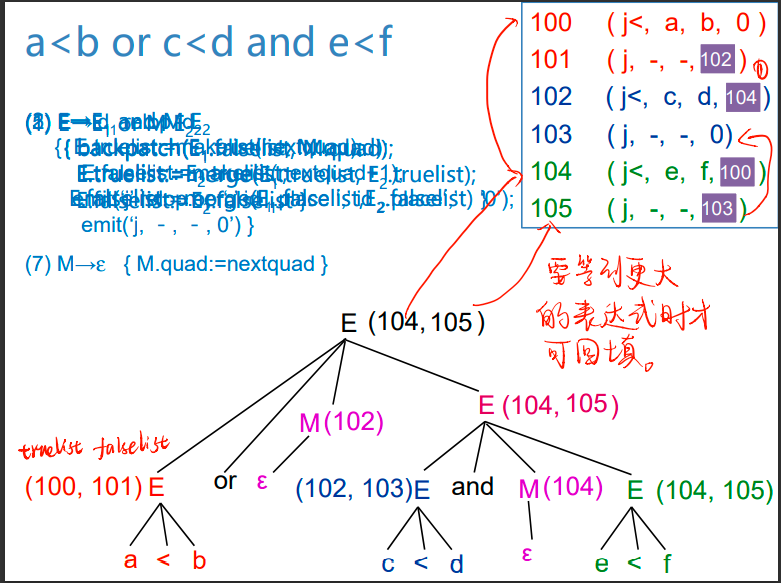 a<b or c<d and e<f
100 (j<, a, b, 0 )
101 (j, -, -, 102 )
102 (j<, c, d, 104 )
103 (j, -, -, 0)
104 (j<, e, f, 100 )
105 (j, -, -, 103 )
emit(‘j, - , - , 0’) }
(7) M→ε { M.quad:=nextquad }
要等到更大
的表达式时才
可回填。
E (104, 105)
M(102)
E (104, 105)
truelist falselist
(100, 101) E or ε (102, 103)E and M(104) E (104, 105)
a < b c < d ε e < f